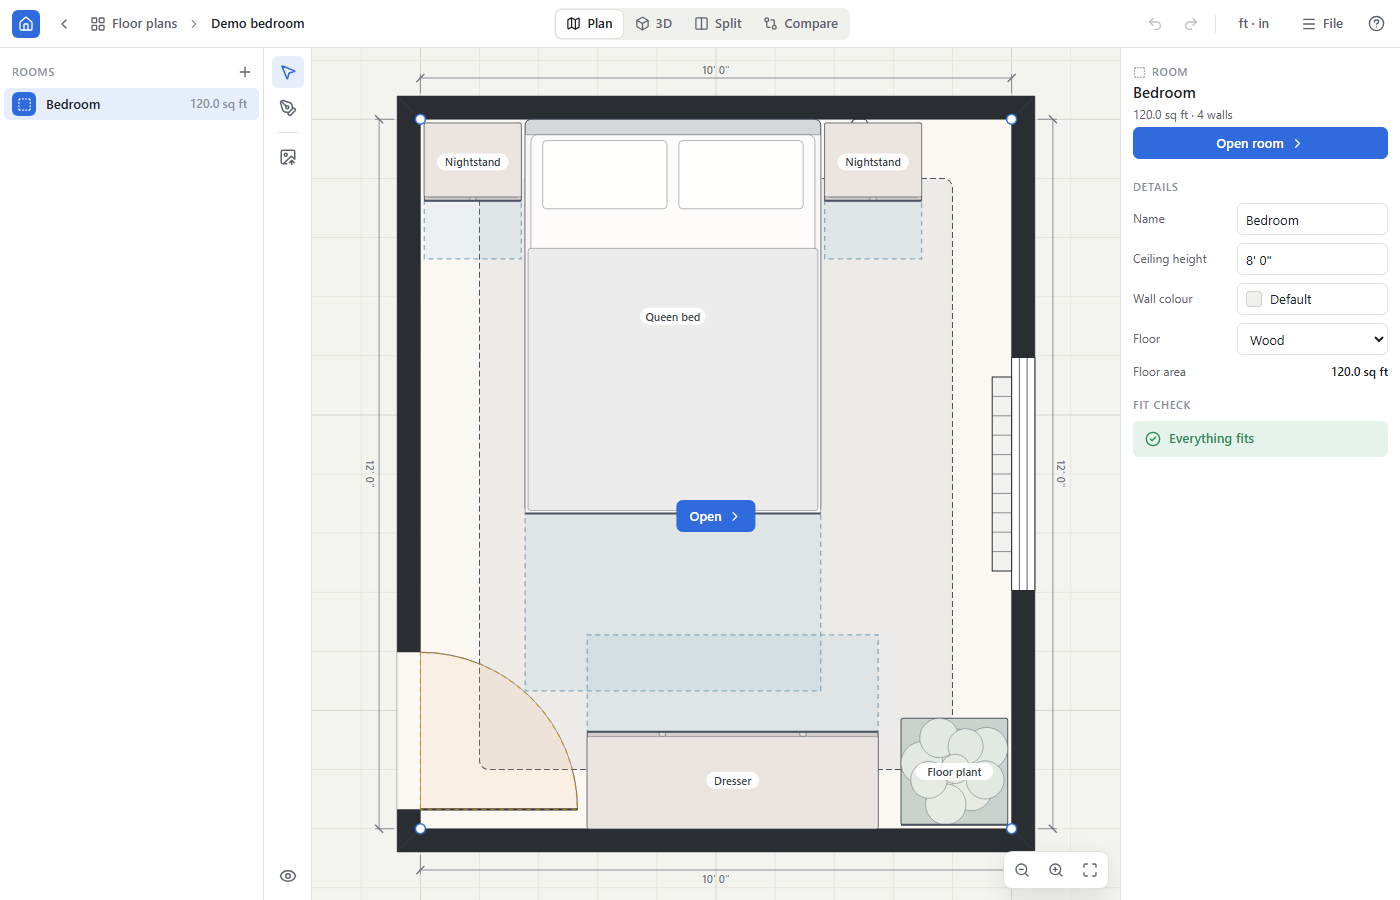 Floor plans
Demo bedroom
Plan
3D
Split
Compare
ft · in
File
ROOMS
Bedroom
120.0 sq ft
10' 0"
12' 0"
Nightstand
Nightstand
Queen bed
Open
Dresser
Floor plant
12' 0"
10' 0"
ROOM
Bedroom
120.0 sq ft · 4 walls
Open room
DETAILS
Name
Bedroom
Ceiling height
8' 0"
Wall colour
Default
Floor
Wood
Floor area
120.0 sq ft
FIT CHECK
Everything fits